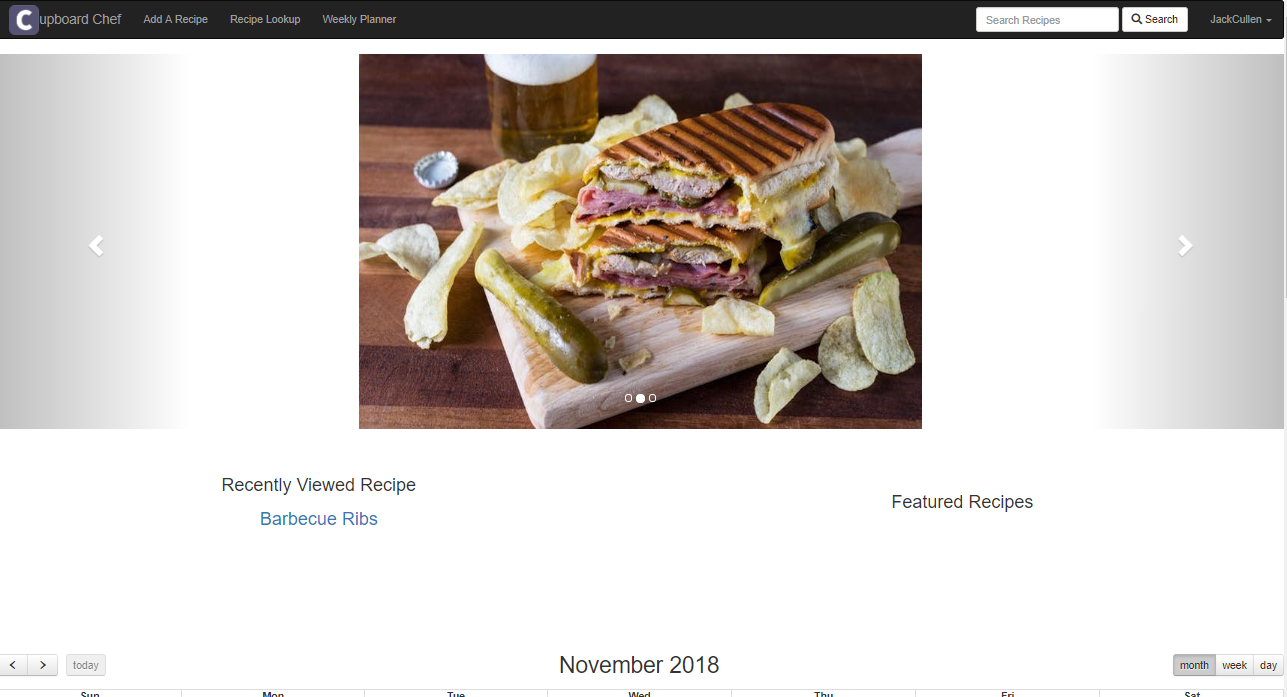 Cupboard Chef Add A Recipe Recipe Lookup Weekly Planner Search Recipes Search JackCullen
Recently Viewed Recipe
Featured Recipes
Barbecue Ribs
today November 2018 month week day
Sun Mon Tue Wed Thu Fri Sat